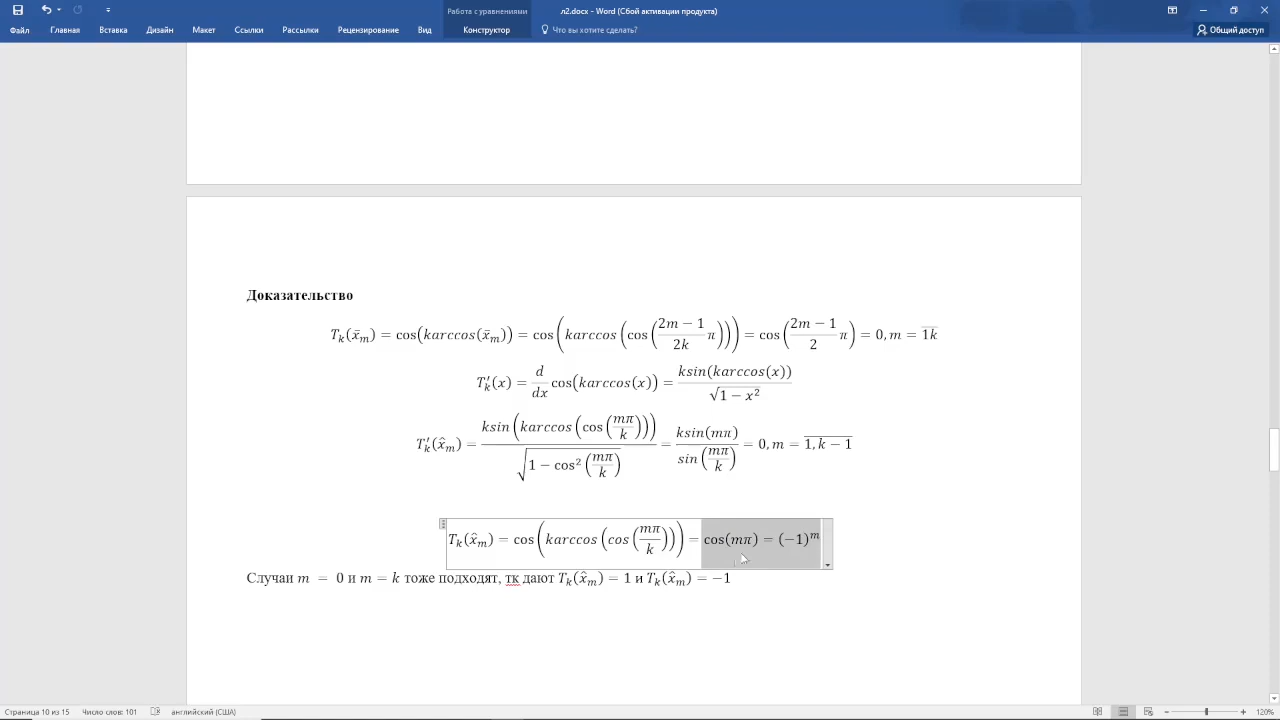 Работа с уравнениями
л2.docx - Word (Сбой активации продукта)
Файл Главная Вставка Дизайн Макет Ссылки Рассылки Рецензирование Вид Конструктор Что вы хотите сделать? Общий доступ
Доказательство
T_k(x̄_m) = cos(karccos(x̄_m)) = cos(karccos(cos((2m − 1)/(2k) π))) = cos((2m − 1)/2 π) = 0, m = \overline{1k}
T_k′(x) = d/dx cos(karccos(x)) = ksin(karccos(x))/√(1 − x²)
T_k′(x̂_m) = ksin(karccos(cos(mπ/k)))/√(1 − cos²(mπ/k)) = ksin(mπ)/sin(mπ/k) = 0, m = \overline{1, k − 1}
T_k(x̂_m) = cos(karccos(cos(mπ/k))) = cos(mπ) = (−1)^m
Случаи m = 0 и m = k тоже подходят, тк дают T_k(x̂_m) = 1 и T_k(x̂_m) = −1
Страница 10 из 15 Число слов: 101 английский (США) 120%